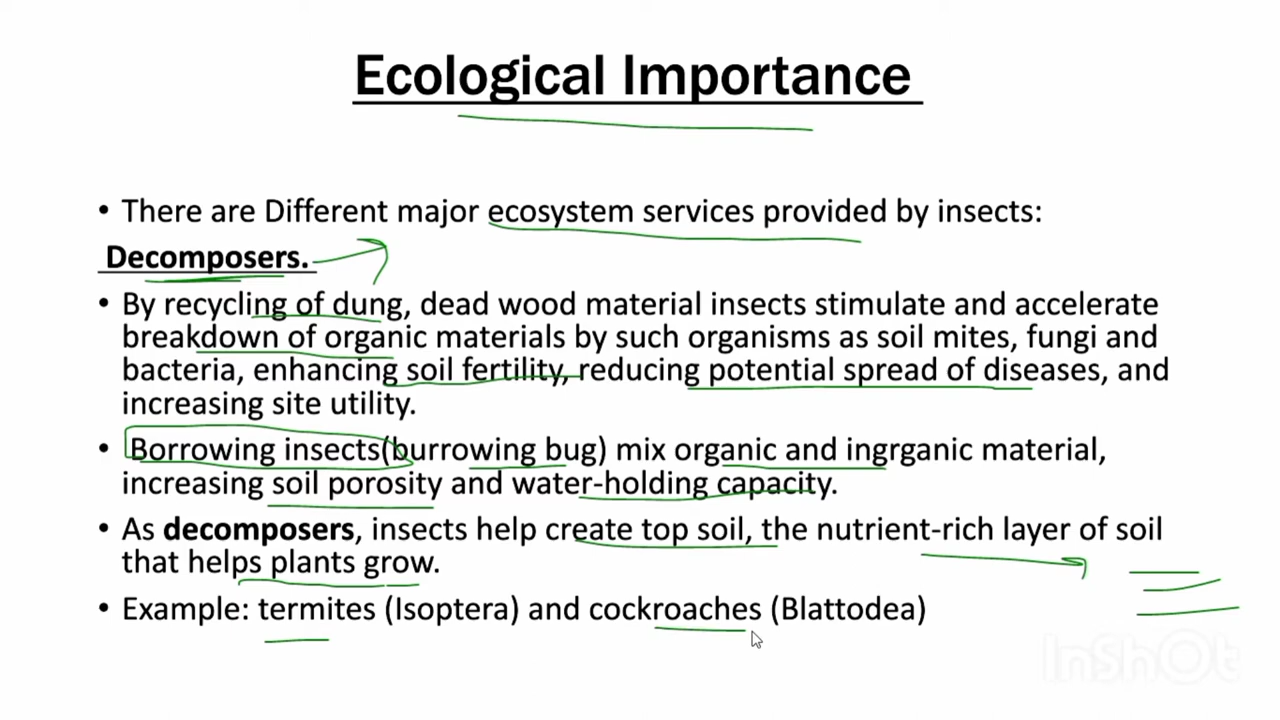 Ecological Importance
• There are Different major ecosystem services provided by insects:
Decomposers.
• By recycling of dung, dead wood material insects stimulate and accelerate
breakdown of organic materials by such organisms as soil mites, fungi and
bacteria, enhancing soil fertility, reducing potential spread of diseases, and
increasing site utility.
• Borrowing insects(burrowing bug) mix organic and ingrganic material,
increasing soil porosity and water-holding capacity.
• As decomposers, insects help create top soil, the nutrient-rich layer of soil
that helps plants grow.
• Example: termites (Isoptera) and cockroaches (Blattodea)
InShOt